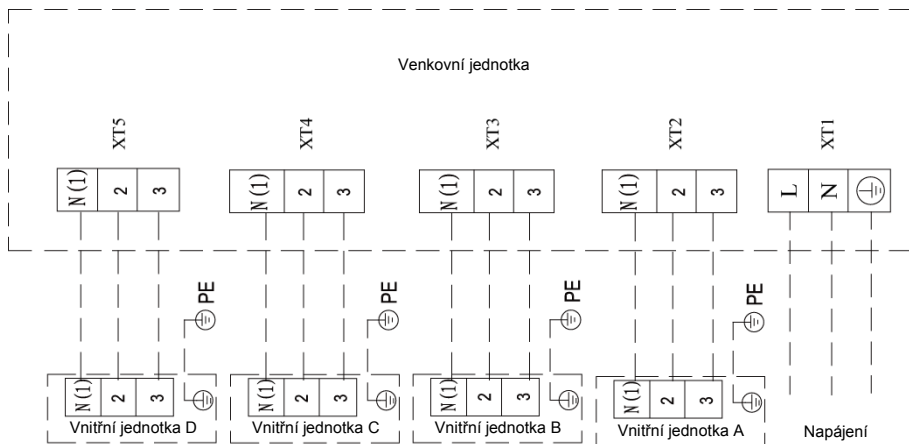 Venkovní jednotka
XT5 XT4 XT3 XT2 XT1
N (1) 2 3 N (1) 2 3 N (1) 2 3 N (1) 2 3 L N
PE PE PE PE
N (1) 2 3 N (1) 2 3 N (1) 2 3 N (1) 2 3
Vnitřní jednotka D Vnitřní jednotka C Vnitřní jednotka B Vnitřní jednotka A Napájení